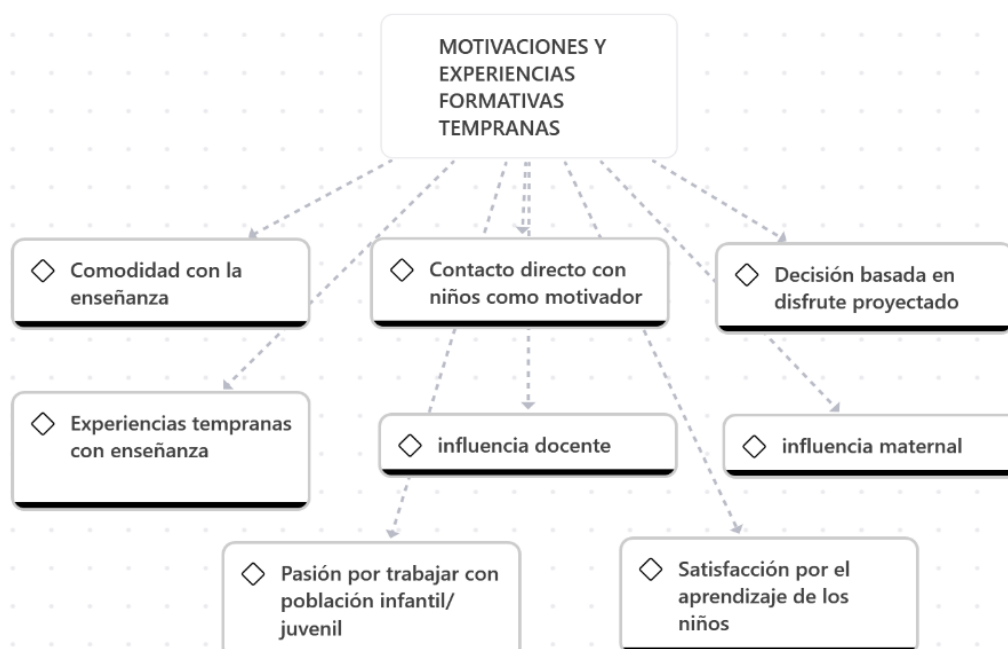 MOTIVACIONES Y
EXPERIENCIAS
FORMATIVAS
TEMPRANAS
Comodidad con la
enseñanza
Contacto directo con
niños como motivador
Decisión basada en
disfrute proyectado
Experiencias tempranas
con enseñanza
influencia docente
influencia maternal
Pasión por trabajar con
población infantil/
juvenil
Satisfacción por el
aprendizaje de los
niños